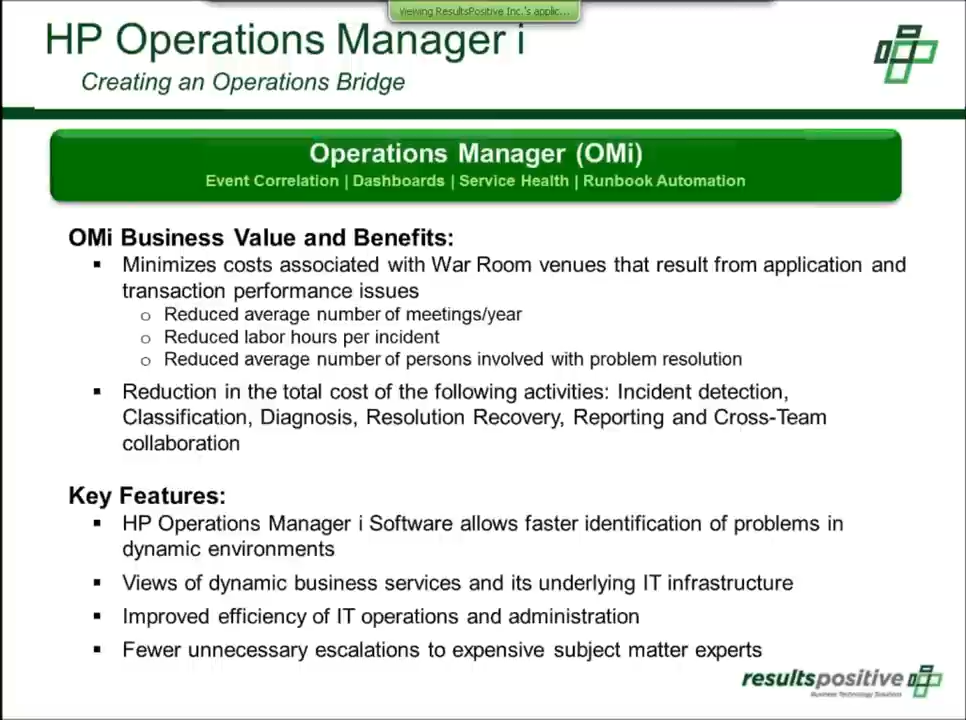 Viewing ResultsPositive Inc.'s applic...
HP Operations Manager i
Creating an Operations Bridge
Operations Manager (OMi)
Event Correlation | Dashboards | Service Health | Runbook Automation
OMi Business Value and Benefits:
▪ Minimizes costs associated with War Room venues that result from application and
transaction performance issues
o Reduced average number of meetings/year
o Reduced labor hours per incident
o Reduced average number of persons involved with problem resolution
▪ Reduction in the total cost of the following activities: Incident detection,
Classification, Diagnosis, Resolution Recovery, Reporting and Cross-Team
collaboration
Key Features:
▪ HP Operations Manager i Software allows faster identification of problems in
dynamic environments
▪ Views of dynamic business services and its underlying IT infrastructure
▪ Improved efficiency of IT operations and administration
▪ Fewer unnecessary escalations to expensive subject matter experts
resultspositive
Business Technology Solutions